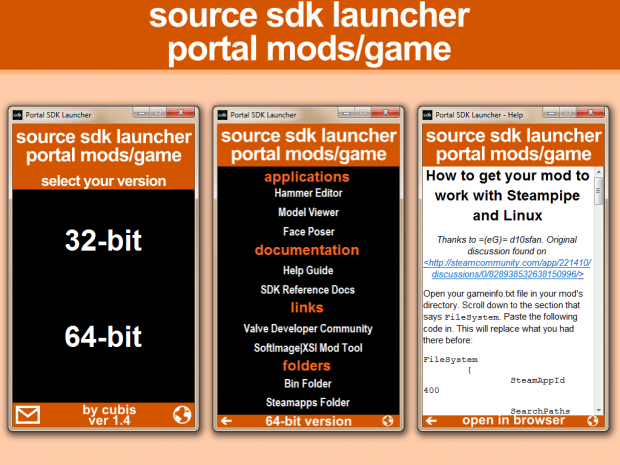 source sdk launcher
portal mods/game
sdk Portal SDK Launcher
source sdk launcher
portal mods/game
select your version
32-bit
64-bit
by cubis
ver 1.4
sdk Portal SDK Launcher
source sdk launcher
portal mods/game
applications
Hammer Editor
Model Viewer
Face Poser
documentation
Help Guide
SDK Reference Docs
links
Valve Developer Community
SoftImage|XSI Mod Tool
folders
Bin Folder
Steamapps Folder
64-bit version
sdk Portal SDK Launcher - Help
source sdk launcher
portal mods/game
How to get your mod to
work with Steampipe
and Linux
Thanks to =(eG)= d10sfan. Original
discussion found on
<http://steamcommunity.com/app/221410/
discussions/0/828938532638150996/>
Open your gameinfo.txt file in your mod's
directory. Scroll down to the section that
says FileSystem. Paste the following
code in. This will replace what you had
there before:
FileSystem
{
SteamAppId
400
SearchPaths
open in browser